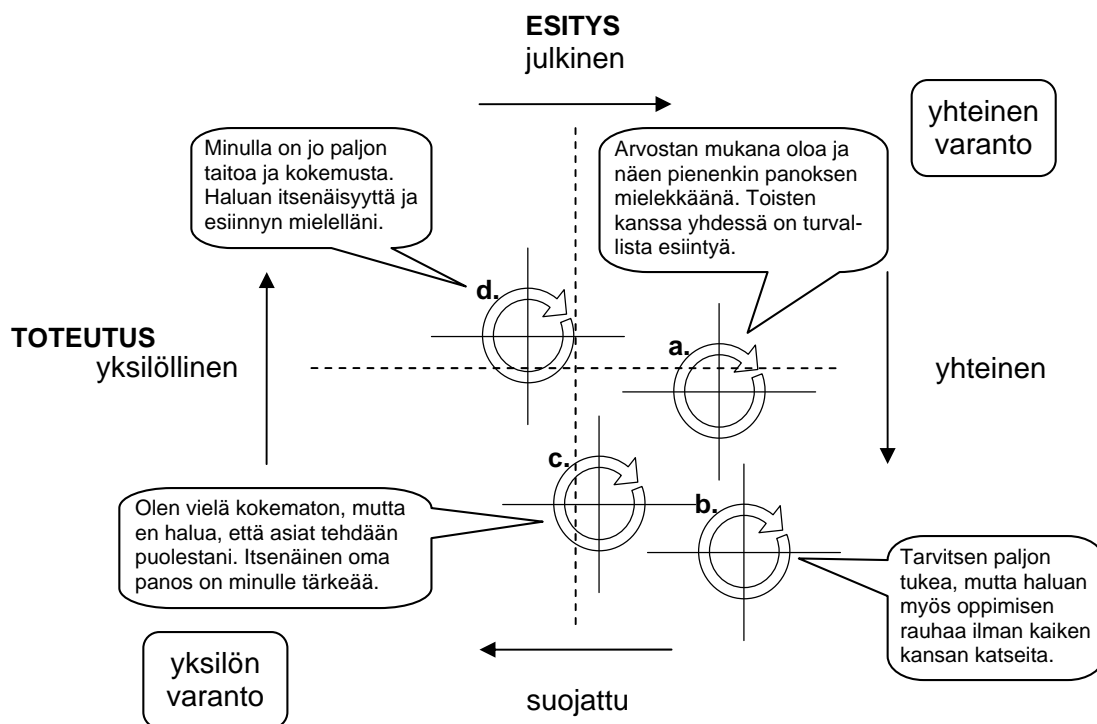 ESITYS
julkinen
yhteinen
varanto
Minulla on jo paljon
taitoa ja kokemusta.
Haluan itsenäisyyttä ja
esiinnyn mielelläni.
Arvostan mukana oloa ja
näen pienenkin panoksen
mielekkäänä. Toisten
kanssa yhdessä on turval-
lista esiintyä.
d.
TOTEUTUS
yksilöllinen
a.
yhteinen
c.
b.
Olen vielä kokematon, mutta
en halua, että asiat tehdään
puolestani. Itsenäinen oma
panos on minulle tärkeää.
Tarvitsen paljon
tukea, mutta haluan
myös oppimisen
rauhaa ilman kaiken
kansan katseita.
yksilön
varanto
suojattu